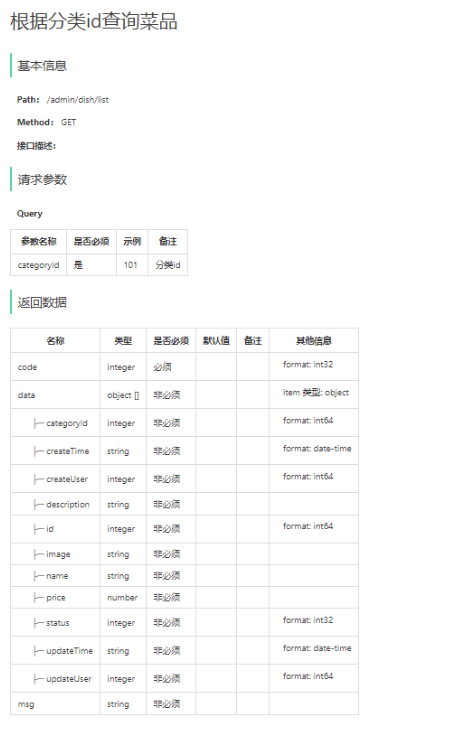 根据分类id查询菜品
基本信息
Path: /admin/dish/list
Method: GET
接口描述:
请求参数
Query
参数名称 是否必须 示例 备注
categoryId 是 101 分类id
返回数据
名称 类型 是否必须 默认值 备注 其他信息
code integer 必须 format: int32
data object [] 非必须 item 类型: object
├─ categoryId integer 非必须 format: int64
├─ createTime string 非必须 format: date-time
├─ createUser integer 非必须 format: int64
├─ description string 非必须
├─ id integer 非必须 format: int64
├─ image string 非必须
├─ name string 非必须
├─ price number 非必须
├─ status integer 非必须 format: int32
├─ updateTime string 非必须 format: date-time
├─ updateUser integer 非必须 format: int64
msg string 非必须